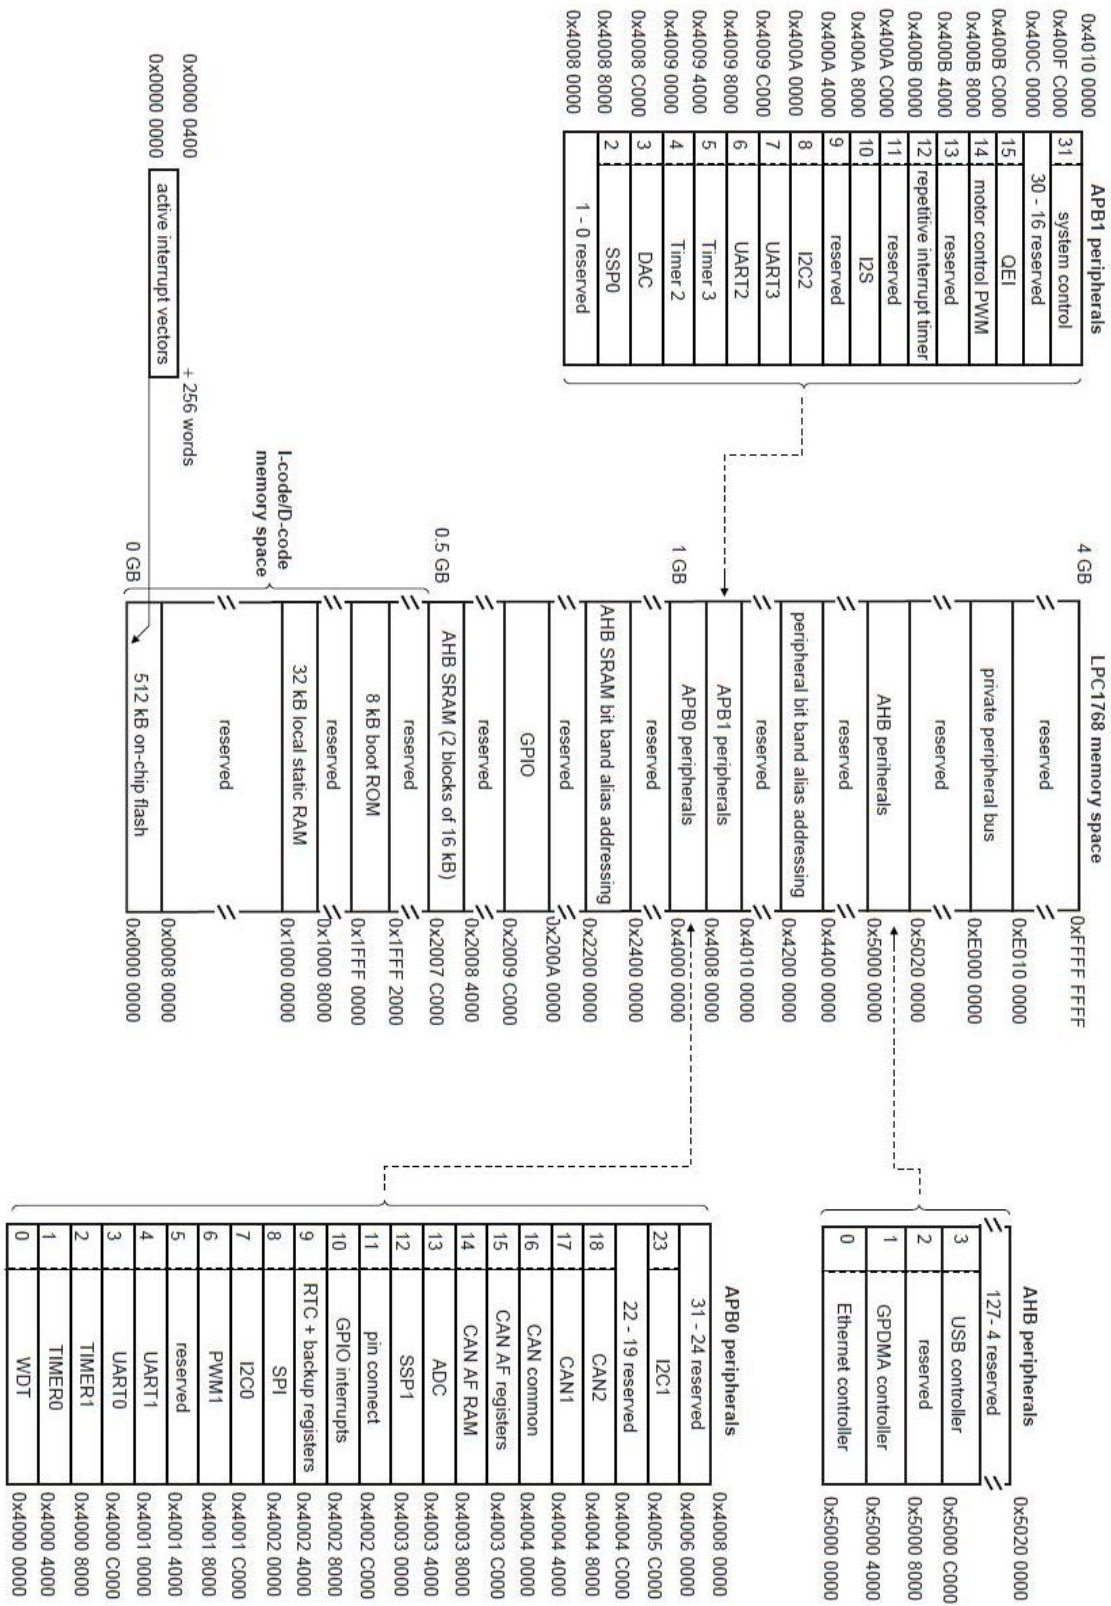 APB1 peripherals
0x4010 0000
31 system control
0x400F C000
30 - 16 reserved
0x400C 0000
15 QEI
0x400B C000
14 motor control PWM
0x400B 8000
13 reserved
0x400B 4000
12 repetitive interrupt timer
0x400B 0000
11 reserved
0x400A C000
10 I2S
0x400A 8000
9 reserved
0x400A 4000
8 I2C2
0x400A 0000
7 UART3
0x4009 C000
6 UART2
0x4009 8000
5 Timer 3
0x4009 4000
4 Timer 2
0x4009 0000
3 DAC
0x4008 C000
2 SSP0
0x4008 8000
1 - 0 reserved
0x4008 0000
0x0000 0400
+ 256 words
active interrupt vectors
0x0000 0000
LPC1768 memory space
4 GB
0xFFFF FFFF
reserved
0xE010 0000
private peripheral bus
0xE000 0000
reserved
0x5020 0000
AHB periherals
0x5000 0000
reserved
0x4400 0000
peripheral bit band alias addressing
0x4200 0000
reserved
0x4010 0000
APB1 peripherals
0x4008 0000
APB0 peripherals
1 GB
0x4000 0000
reserved
0x2400 0000
AHB SRAM bit band alias addressing
0x2200 0000
reserved
0x200A 0000
GPIO
0x2009 C000
reserved
0x2008 4000
AHB SRAM (2 blocks of 16 kB)
0.5 GB
0x2007 C000
reserved
0x1FFF 2000
8 kB boot ROM
0x1FFF 0000
reserved
0x1000 8000
32 kB local static RAM
0x1000 0000
I-code/D-code
memory space
reserved
0x0008 0000
512 kB on-chip flash
0 GB
0x0000 0000
AHB peripherals
0x5020 0000
127- 4 reserved
3 USB controller
0x5000 C000
2 reserved
0x5000 8000
1 GPDMA controller
0x5000 4000
0 Ethernet controller
0x5000 0000
APB0 peripherals
0x4008 0000
31 - 24 reserved
0x4006 0000
23 I2C1
0x4005 C000
22 - 19 reserved
0x4004 C000
18 CAN2
0x4004 8000
17 CAN1
0x4004 4000
16 CAN common
0x4004 0000
15 CAN AF registers
0x4003 C000
14 CAN AF RAM
0x4003 8000
13 ADC
0x4003 4000
12 SSP1
0x4003 0000
11 pin connect
0x4002 C000
10 GPIO interrupts
0x4002 8000
9 RTC + backup registers
0x4002 4000
8 SPI
0x4002 0000
7 I2C0
0x4001 C000
6 PWM1
0x4001 8000
5 reserved
0x4001 4000
4 UART1
0x4001 0000
3 UART0
0x4000 C000
2 TIMER1
0x4000 8000
1 TIMER0
0x4000 4000
0 WDT
0x4000 0000